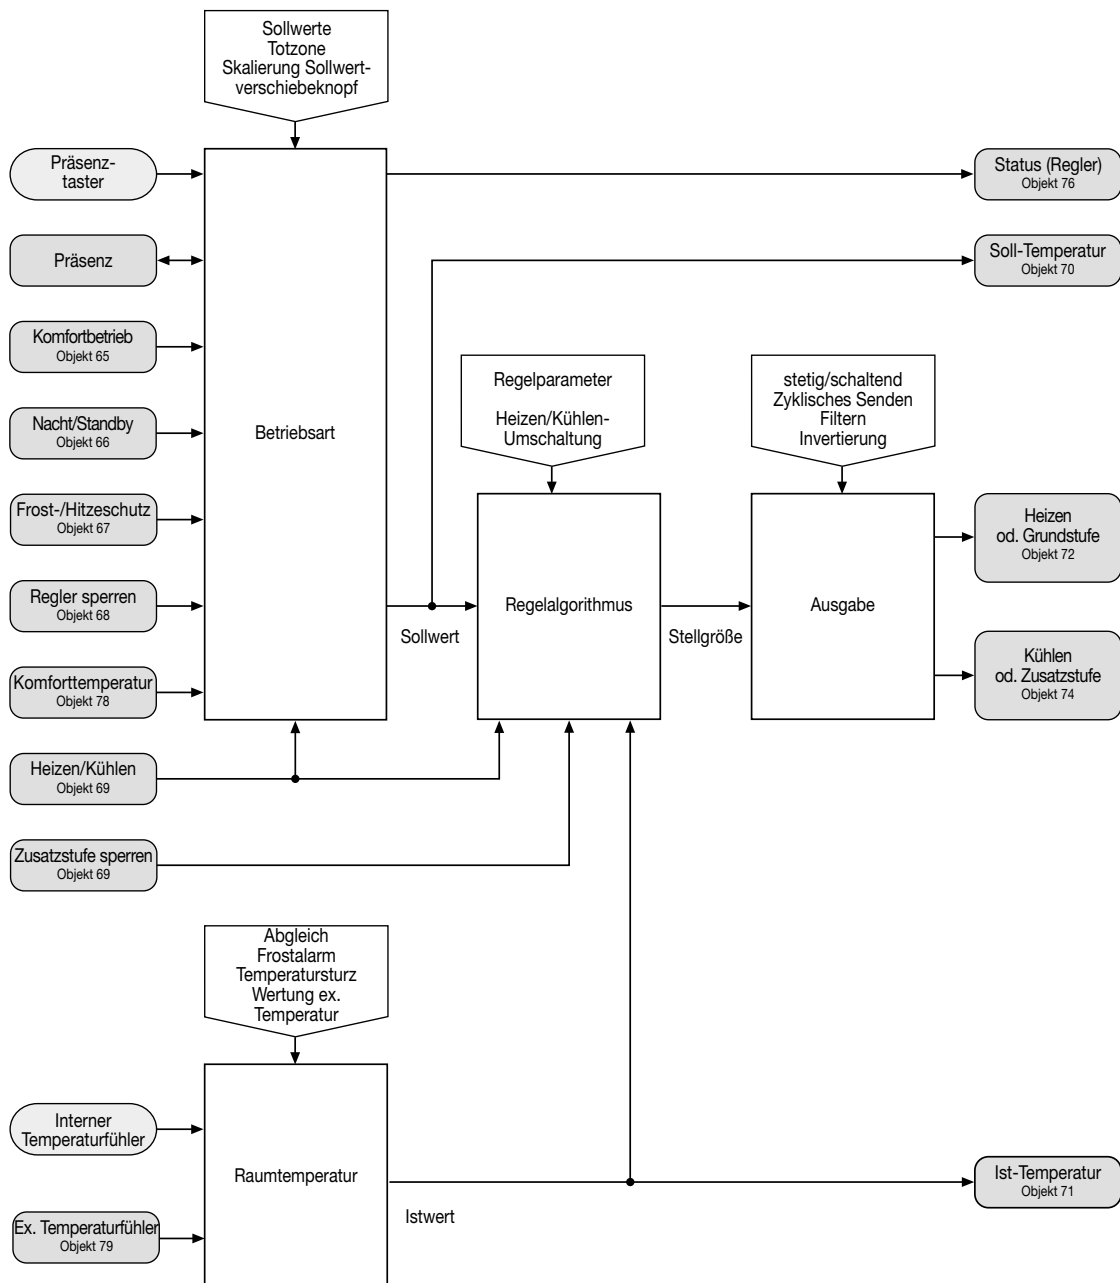 Sollwerte
Totzone
Skalierung Sollwert-
verschiebeknopf
Präsenz-
taster
Status (Regler)
Objekt 76
Präsenz
Soll-Temperatur
Objekt 70
Komfortbetrieb
Objekt 65
Regelparameter
Heizen/Kühlen-
Umschaltung
stetig/schaltend
Zyklisches Senden
Filtern
Invertierung
Nacht/Standby
Objekt 66
Betriebsart
Frost-/Hitzeschutz
Objekt 67
Heizen
od. Grundstufe
Objekt 72
Regler sperren
Objekt 68
Sollwert
Regelalgorithmus
Stellgröße
Ausgabe
Komforttemperatur
Objekt 78
Kühlen
od. Zusatzstufe
Objekt 74
Heizen/Kühlen
Objekt 69
Zusatzstufe sperren
Objekt 69
Abgleich
Frostalarm
Temperatursturz
Wertung ex.
Temperatur
Interner
Temperaturfühler
Raumtemperatur
Istwert
Ist-Temperatur
Objekt 71
Ex. Temperaturfühler
Objekt 79